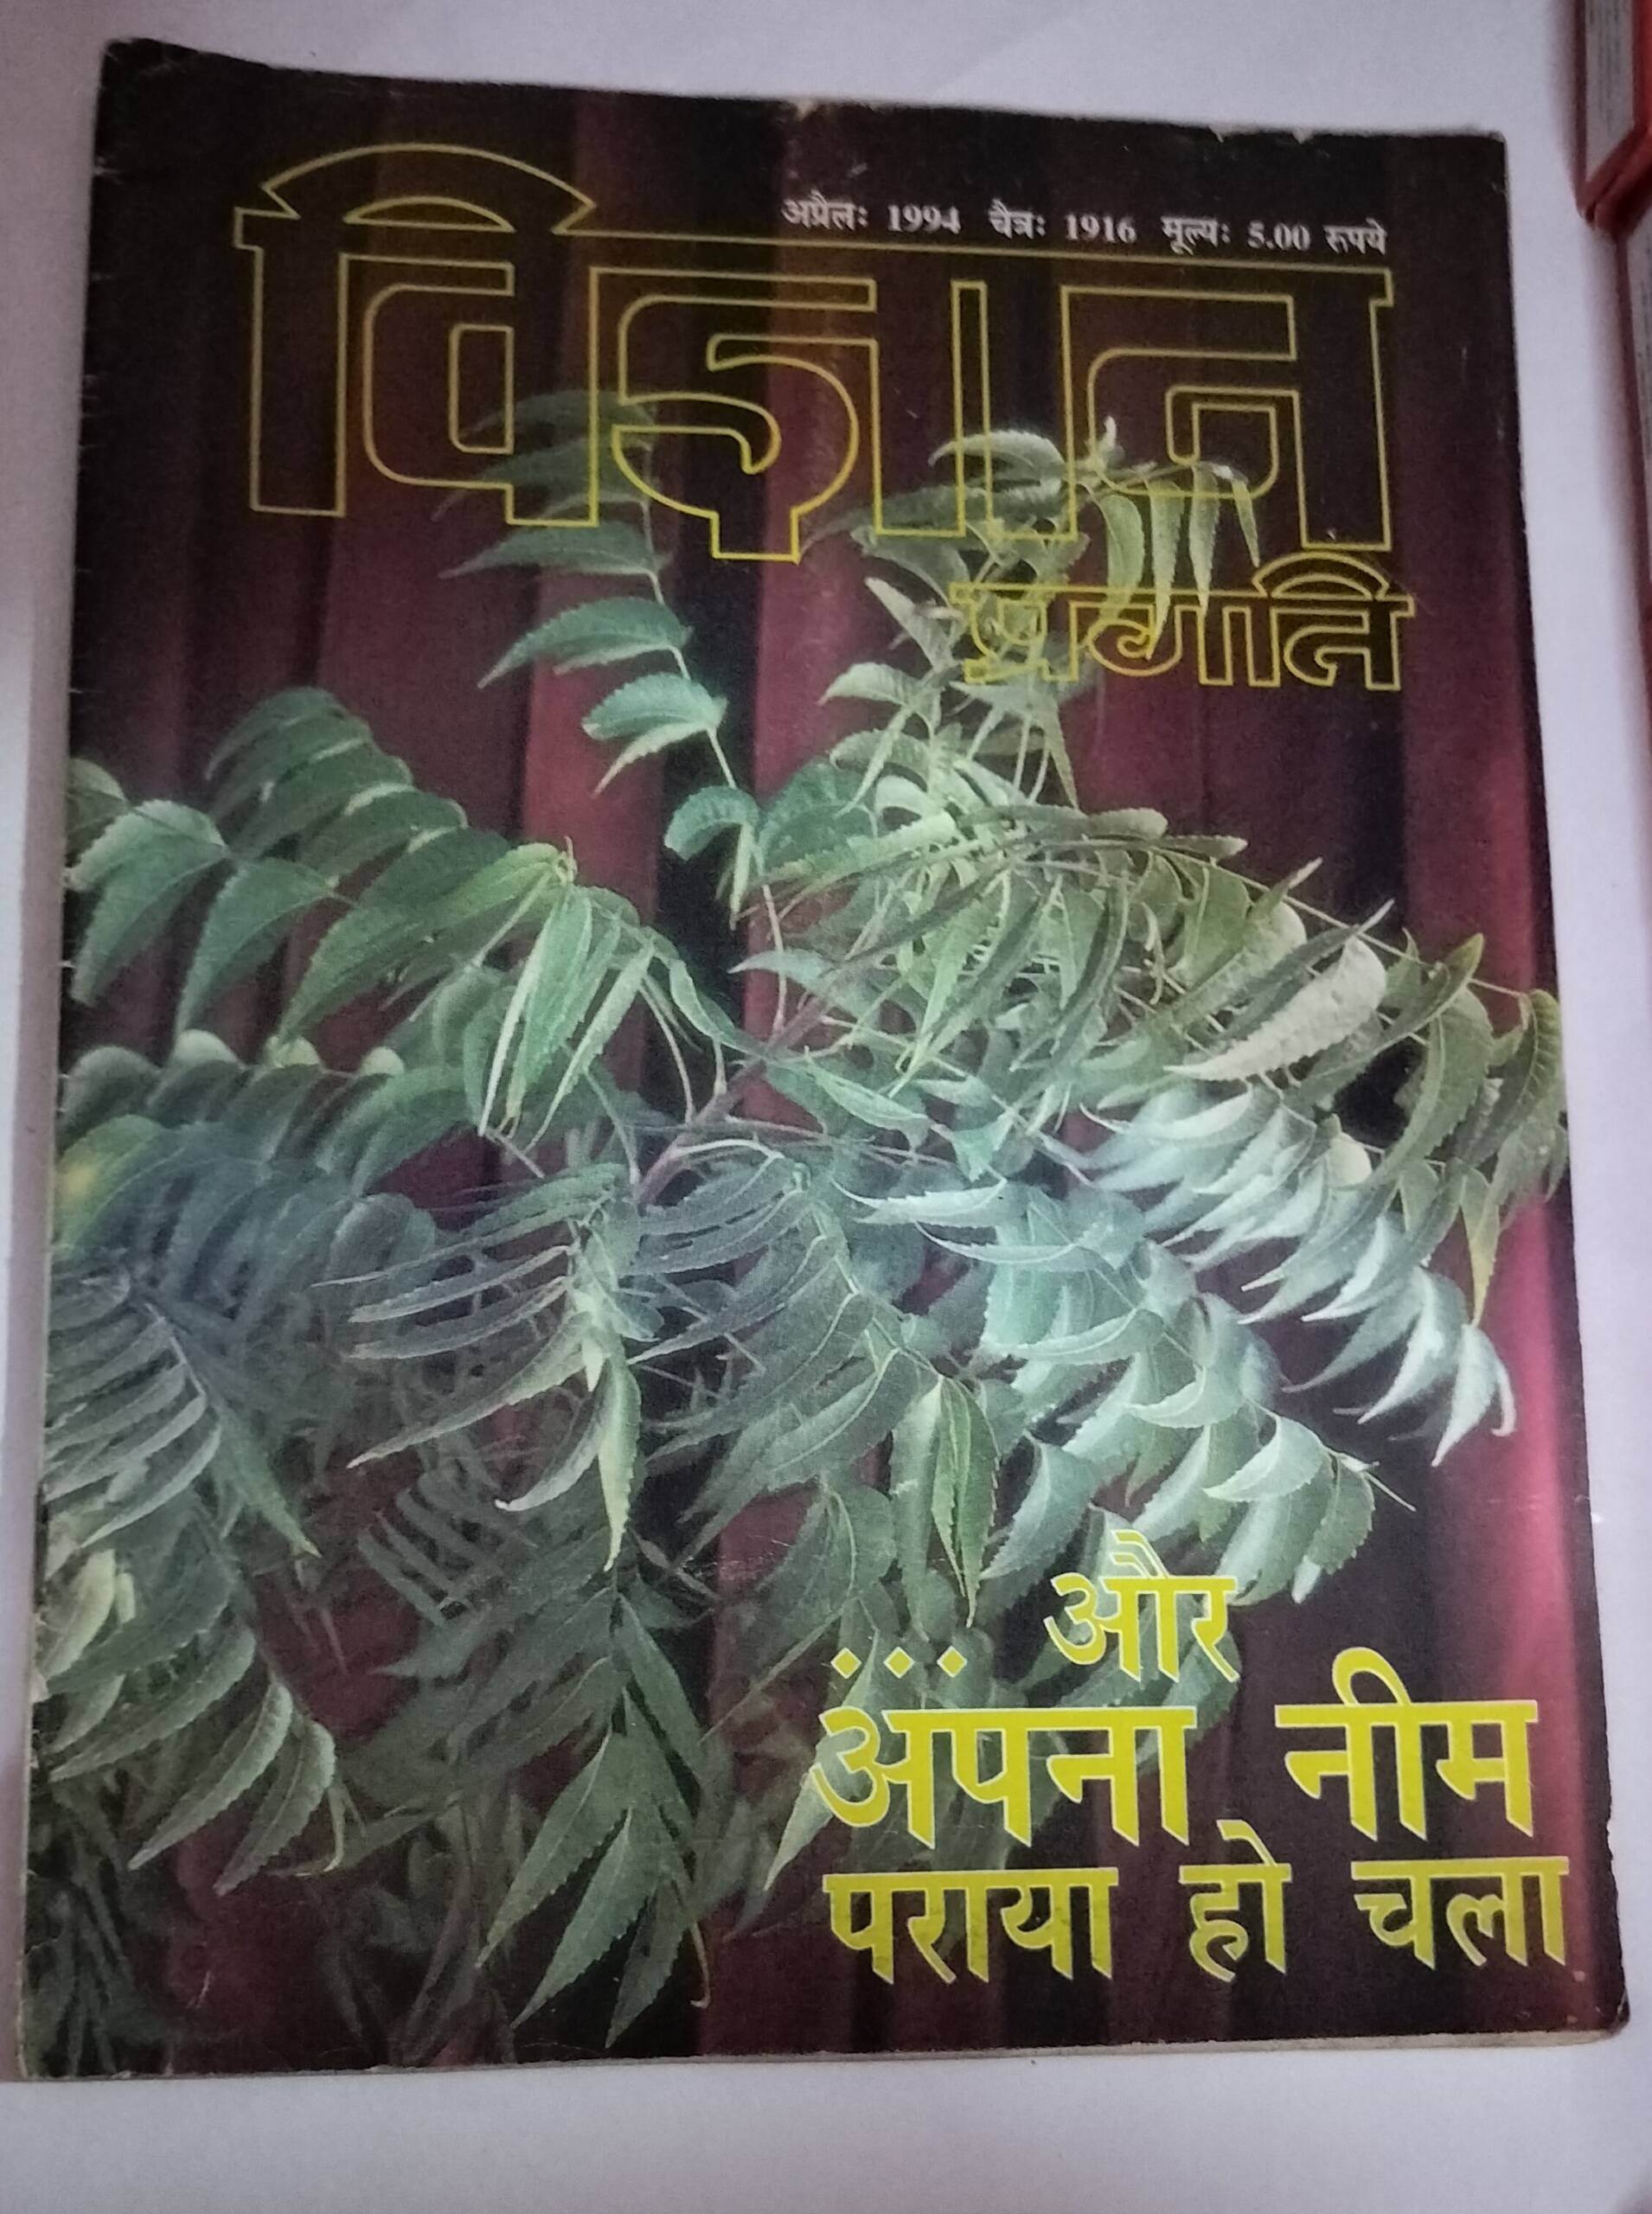 अप्रैलः 1994 चैत्रः 1916 मूल्यः 5.00 रूपये
विज्ञान
प्रगति
... और
अपना नीम
पराया हो चला